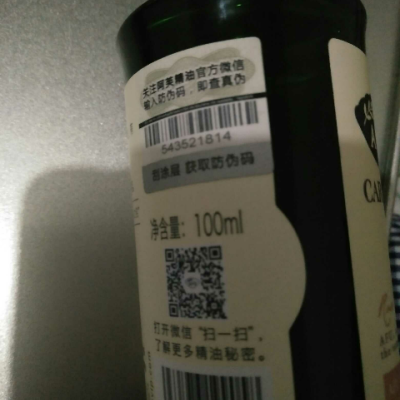 关注阿芙精油官方微信
输入防伪码，即查真伪
543521814
刮涂层 获取防伪码
净含量：100ml
打开微信“扫一扫”，
了解更多精油秘密。
CA